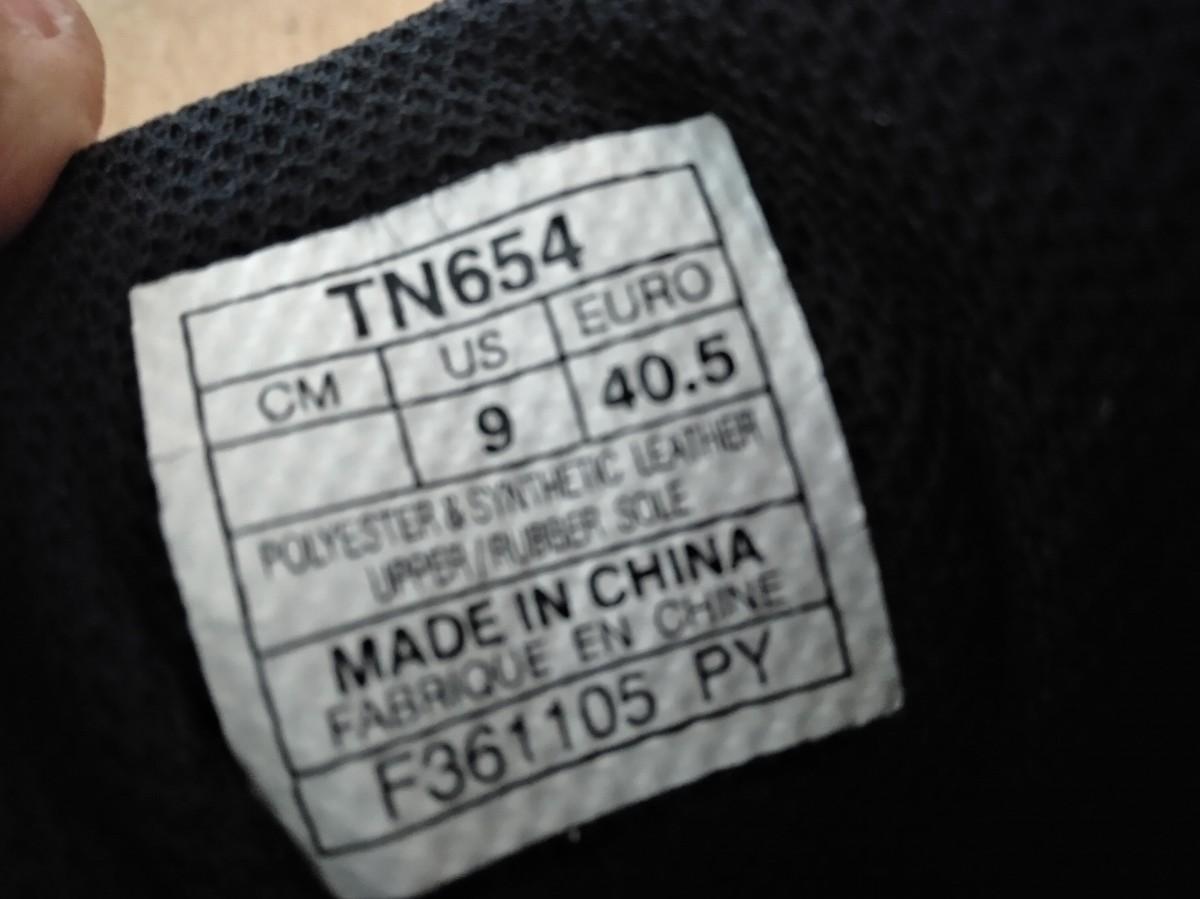 TN654
CM US EURO
9 40.5
POLYESTER & SYNTHETIC LEATHER
UPPER / RUBBER SOLE
MADE IN CHINA
FABRIQUE EN CHINE
F361105 PY